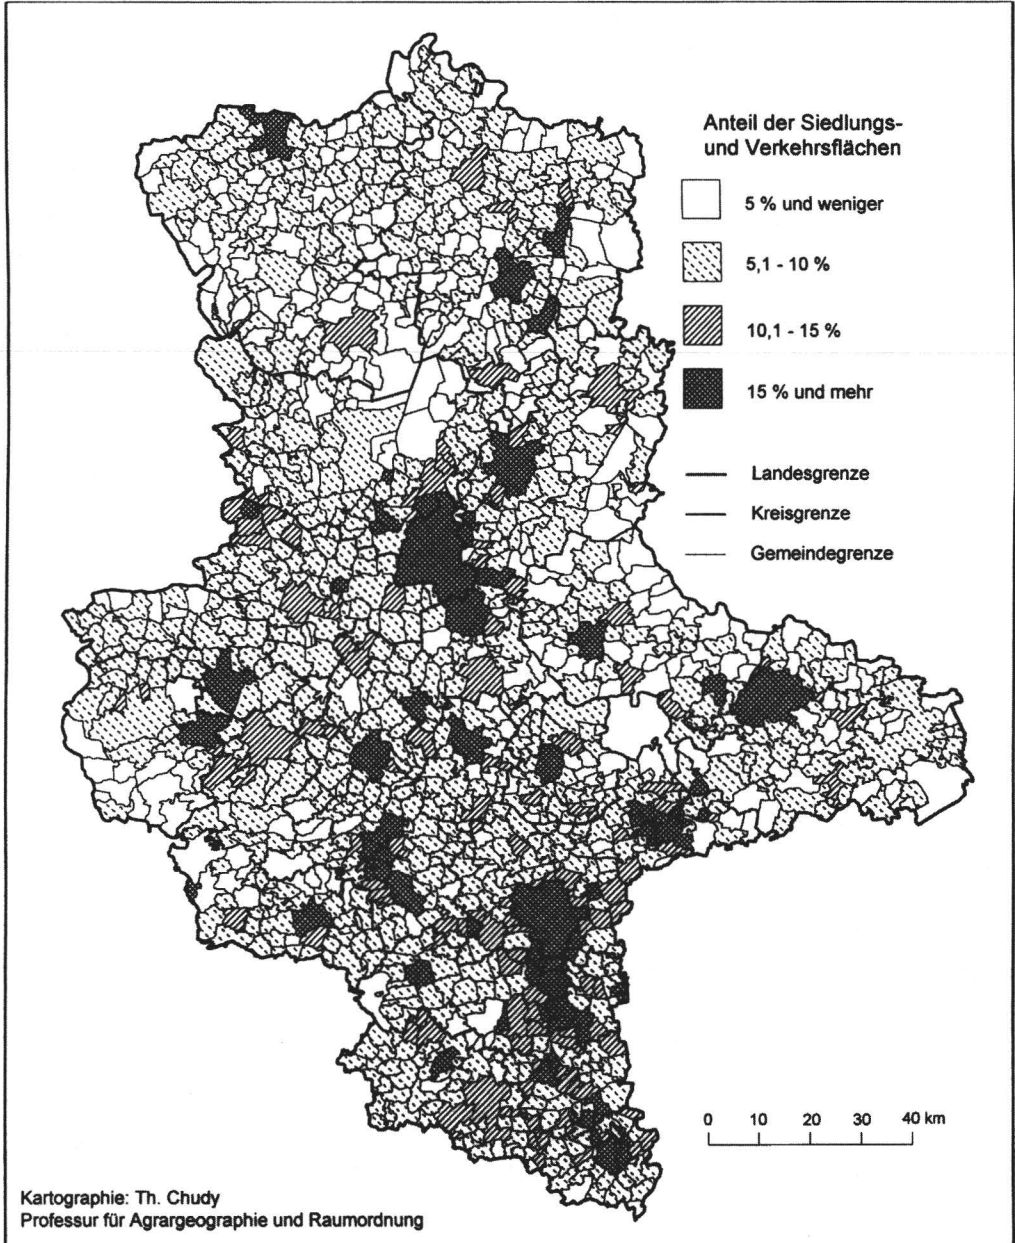 Anteil der Siedlungs-
und Verkehrsflächen
5 % und weniger
5,1 - 10 %
10,1 - 15 %
15 % und mehr
Landesgrenze
Kreisgrenze
Gemeindegrenze
0 10 20 30 40 km
Kartographie: Th. Chudy
Professur für Agrargeographie und Raumordnung